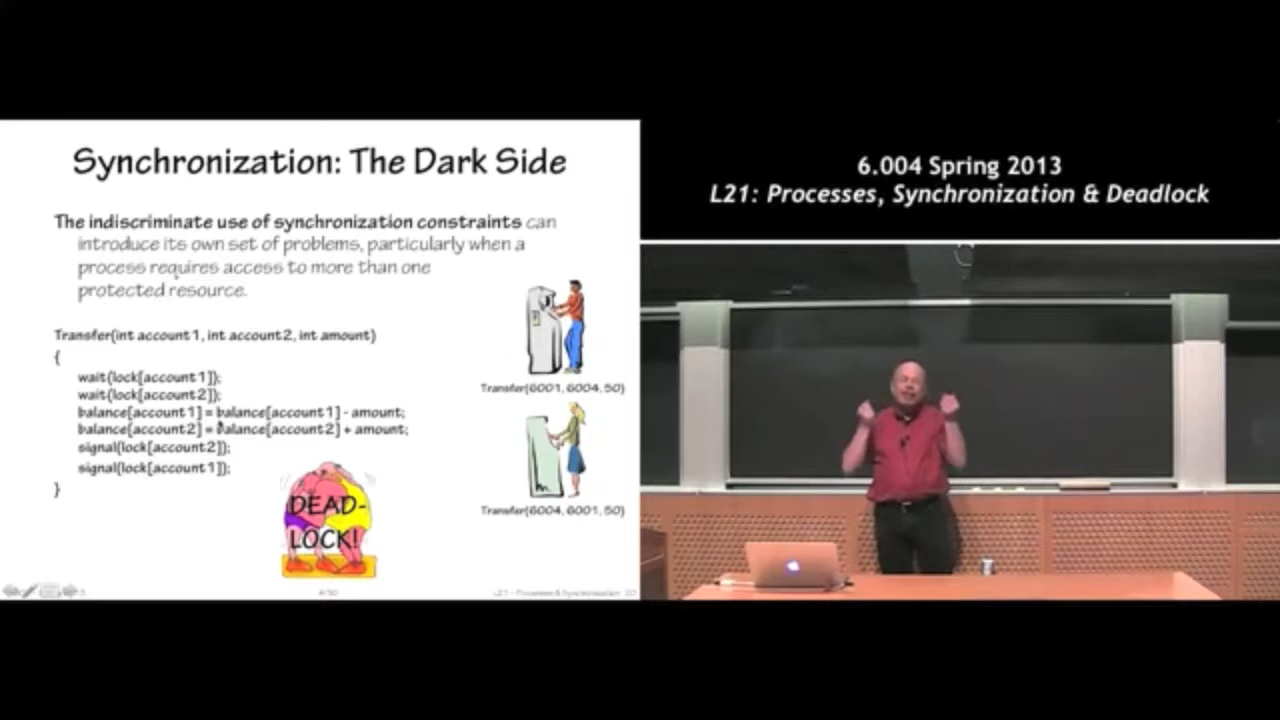 Synchronization: The Dark Side
The indiscriminate use of synchronization constraints can
introduce its own set of problems, particularly when a
process requires access to more than one
protected resource.
Transfer(int account1, int account2, int amount)
{
wait(lock[account1]);
wait(lock[account2]);
balance[account1] = balance[account1] - amount;
balance[account2] = balance[account2] + amount;
signal(lock[account2]);
signal(lock[account1]);
}
Transfer(6001, 6004, 50)
Transfer(6004, 6001, 50)
DEAD-
LOCK!
L21 - Processes & Synchronization
6.004 Spring 2013
L21: Processes, Synchronization & Deadlock